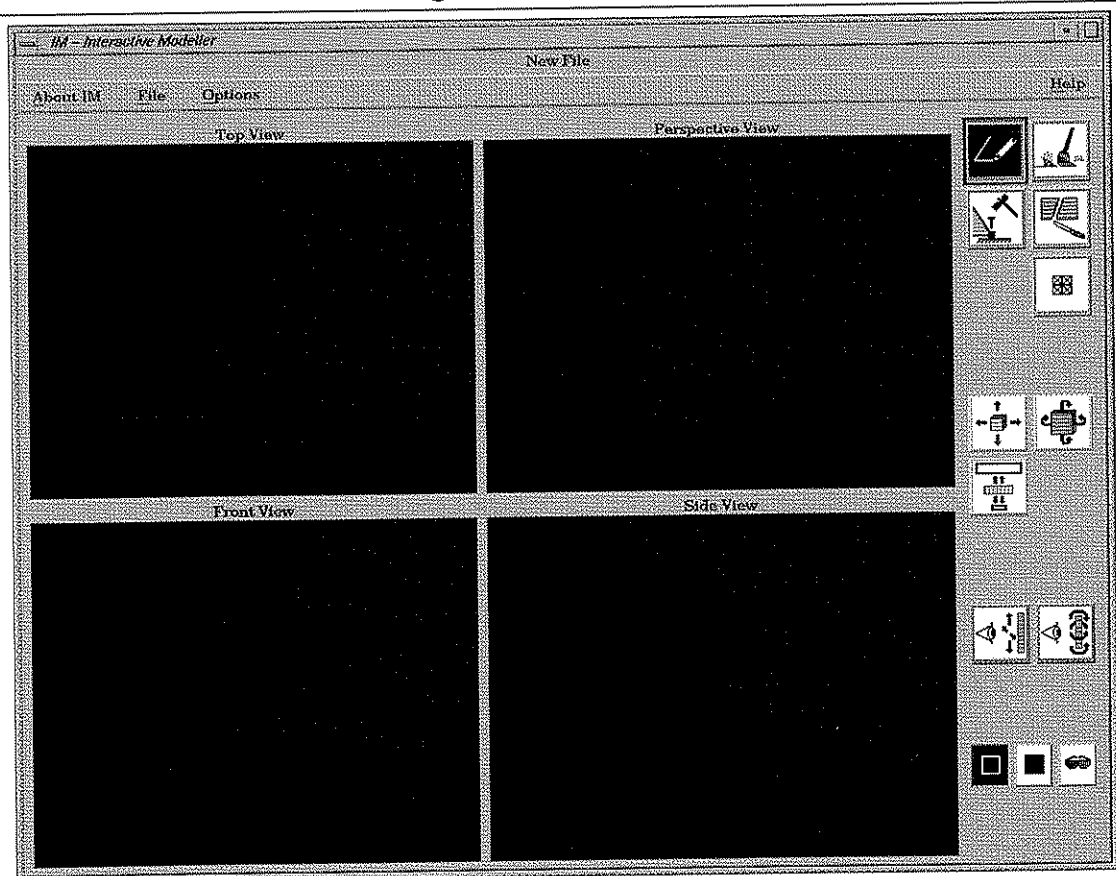 IM – Interactive Modeller
New File
About IM File Options Help
Top View Perspective View
Front View Side View